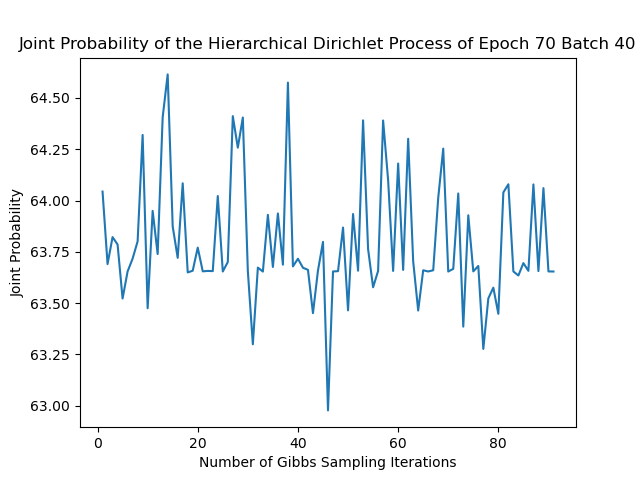 Joint Probability of the Hierarchical Dirichlet Process of Epoch 70 Batch 40
64.50
64.25
64.00
63.75
63.50
63.25
63.00
Joint Probability
0 20 40 60 80
Number of Gibbs Sampling Iterations